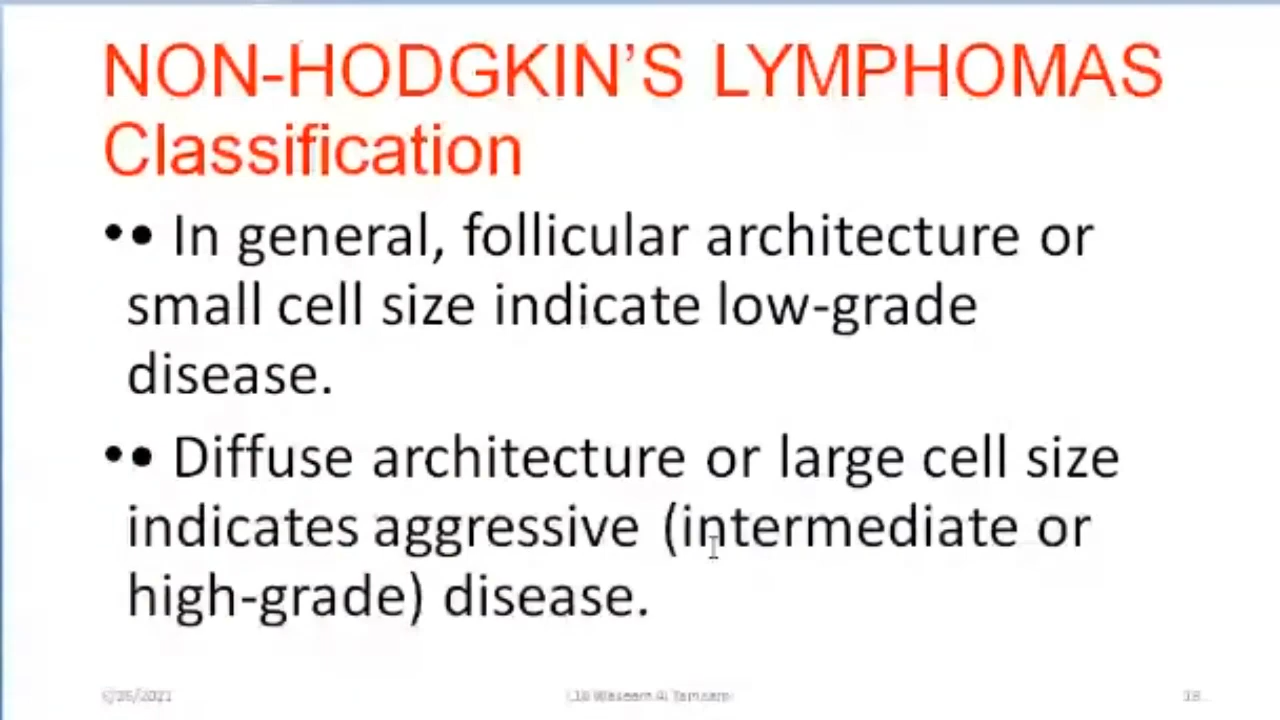 NON-HODGKIN’S LYMPHOMAS
Classification
•• In general, follicular architecture or
small cell size indicate low-grade
disease.
•• Diffuse architecture or large cell size
indicates aggressive (intermediate or
high-grade) disease.